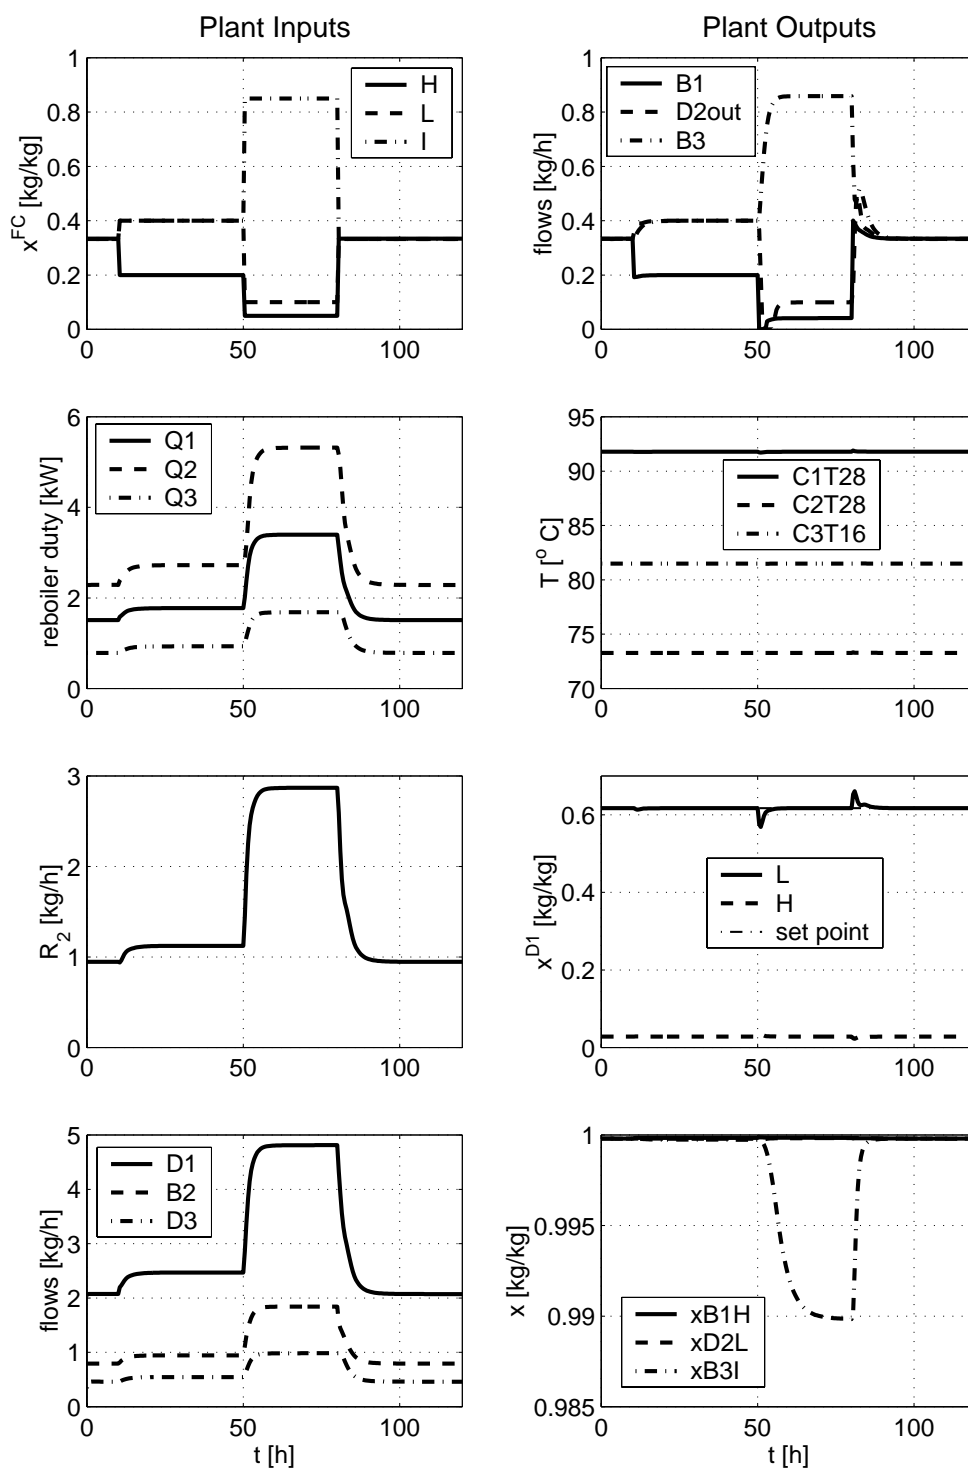 Plant Inputs
Plant Outputs
1
0.8
0.6
0.4
0.2
0
x^FC [kg/kg]
H
L
I
0
50
100
1
0.8
0.6
0.4
0.2
0
flows [kg/h]
B1
D2out
B3
0
50
100
6
4
2
0
reboiler duty [kW]
Q1
Q2
Q3
0
50
100
95
90
85
80
75
70
T [° C]
C1T28
C2T28
C3T16
0
50
100
3
2
1
0
R_2 [kg/h]
0
50
100
0.6
0.4
0.2
0
x^D1 [kg/kg]
L
H
set point
0
50
100
5
4
3
2
1
0
flows [kg/h]
D1
B2
D3
0
50
100
t [h]
1
0.995
0.99
0.985
x [kg/kg]
xB1H
xD2L
xB3I
0
50
100
t [h]